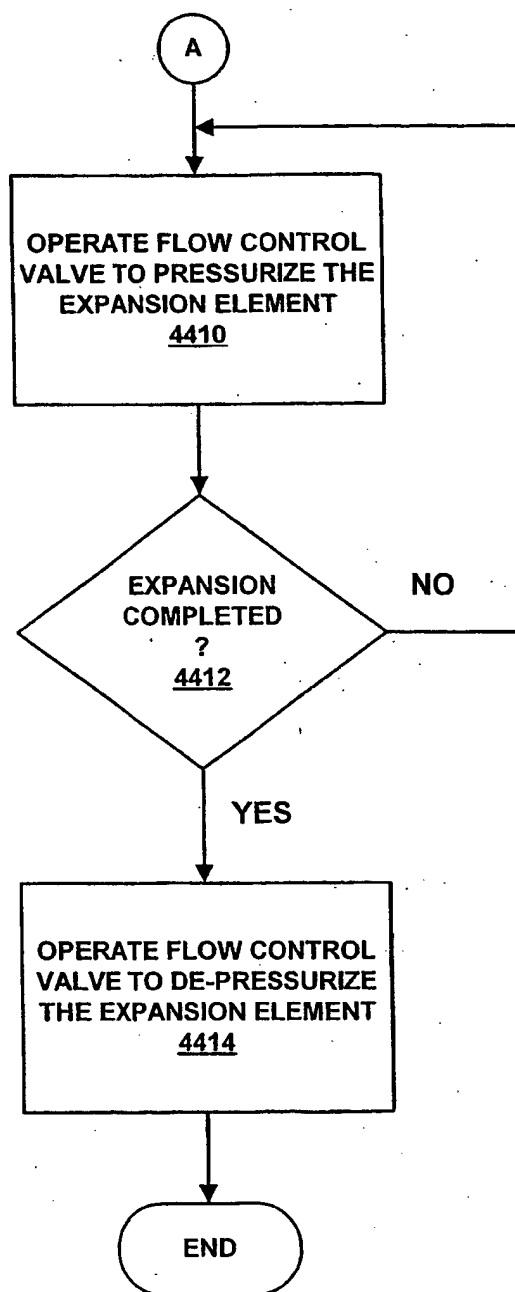 A
OPERATE FLOW CONTROL
VALVE TO PRESSURIZE THE
EXPANSION ELEMENT
4410
EXPANSION
COMPLETED
?
4412
NO
YES
OPERATE FLOW CONTROL
VALVE TO DE-PRESSURIZE
THE EXPANSION ELEMENT
4414
END